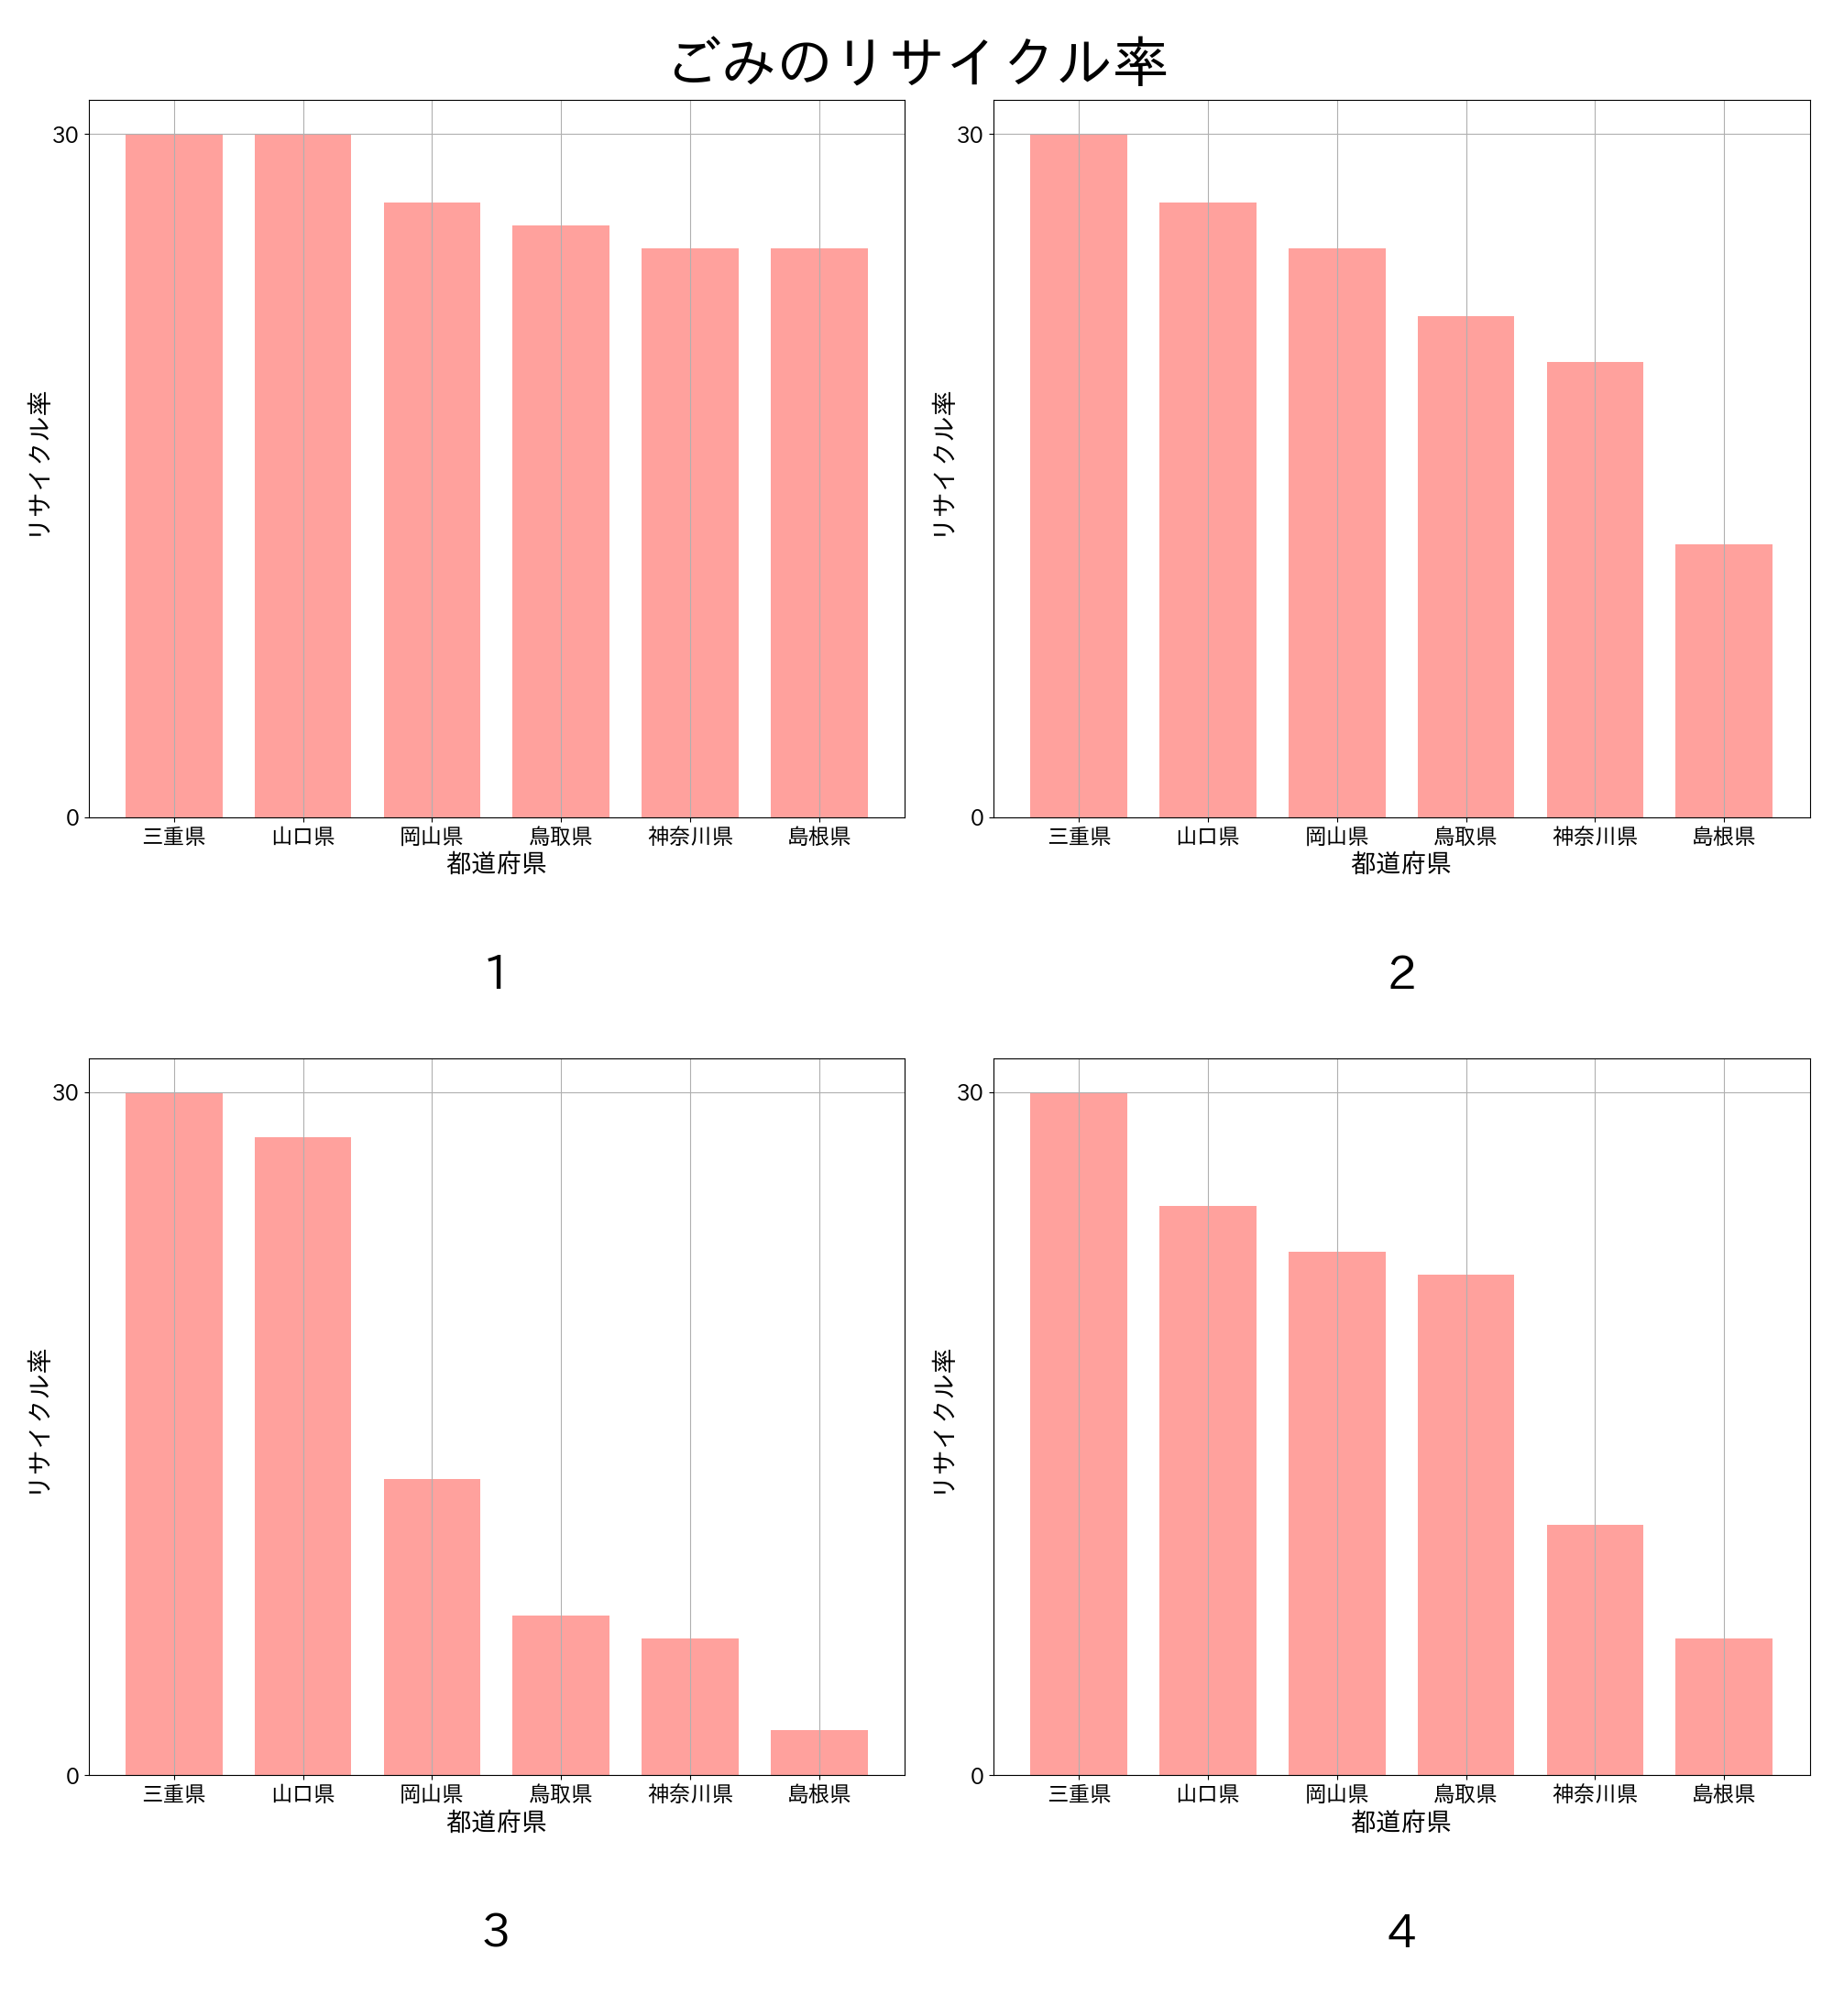 ごみのリサイクル率
30
0
リサイクル率
三重県 山口県 岡山県 鳥取県 神奈川県 島根県
都道府県
1
30
0
リサイクル率
三重県 山口県 岡山県 鳥取県 神奈川県 島根県
都道府県
2
30
0
リサイクル率
三重県 山口県 岡山県 鳥取県 神奈川県 島根県
都道府県
3
30
0
リサイクル率
三重県 山口県 岡山県 鳥取県 神奈川県 島根県
都道府県
4